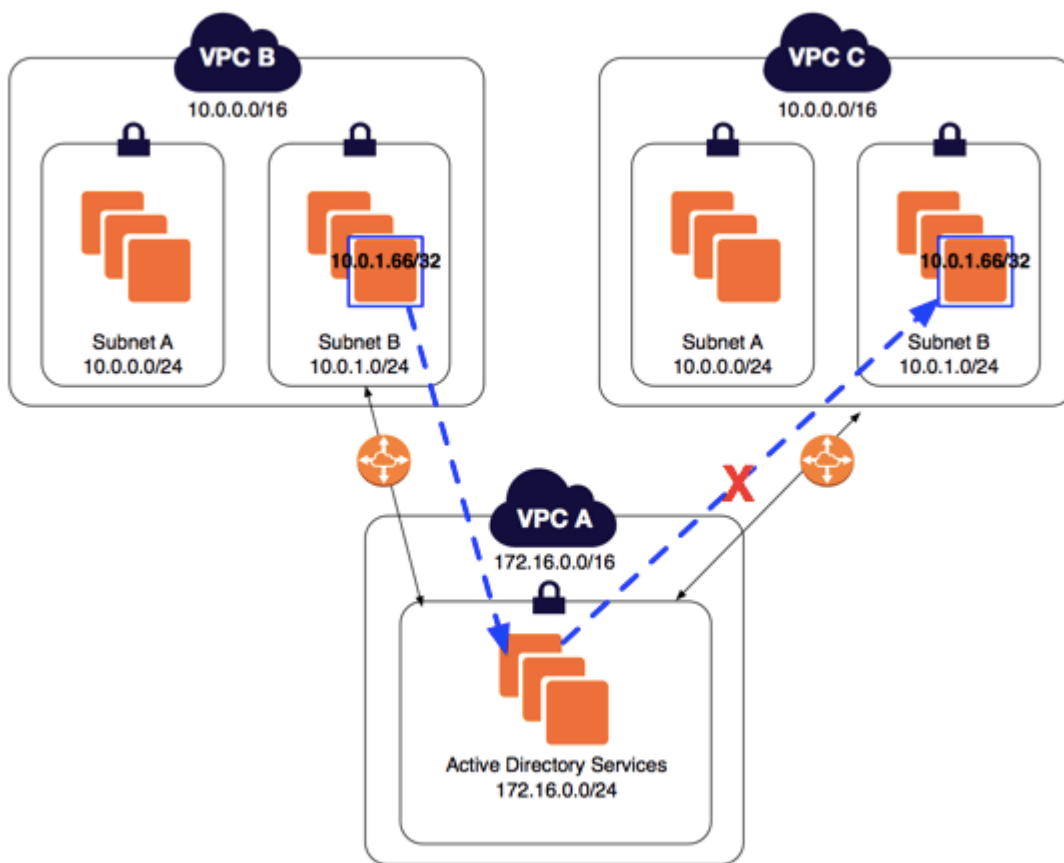 VPC B
10.0.0.0/16
10.0.1.66/32
Subnet A
10.0.0.0/24
Subnet B
10.0.1.0/24
VPC C
10.0.0.0/16
10.0.1.66/32
Subnet A
10.0.0.0/24
Subnet B
10.0.1.0/24
X
VPC A
172.16.0.0/16
Active Directory Services
172.16.0.0/24